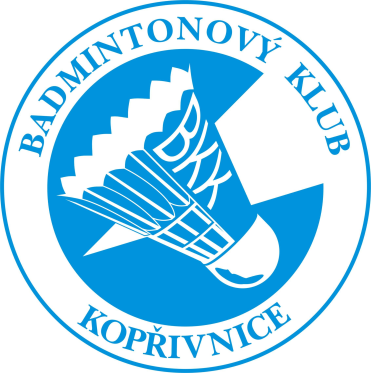 BADMINTONOVÝ KLUB
BKK
KOPŘIVNICE